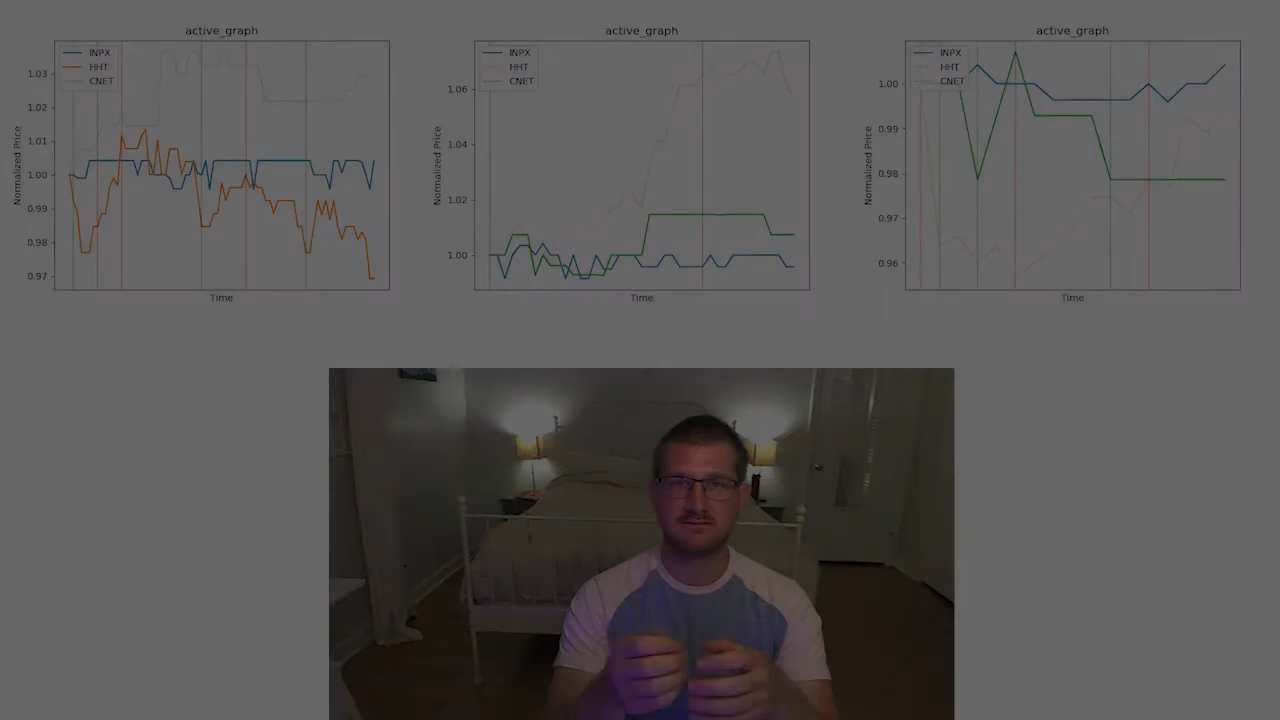 active_graph
INPX
HHT
CNET
1.03
1.02
1.01
1.00
0.99
0.98
0.97
Normalized Price
Time
active_graph
INPX
HHT
CNET
1.06
1.04
1.02
1.00
Normalized Price
Time
active_graph
INPX
HHT
CNET
1.00
0.99
0.98
0.97
0.96
Normalized Price
Time